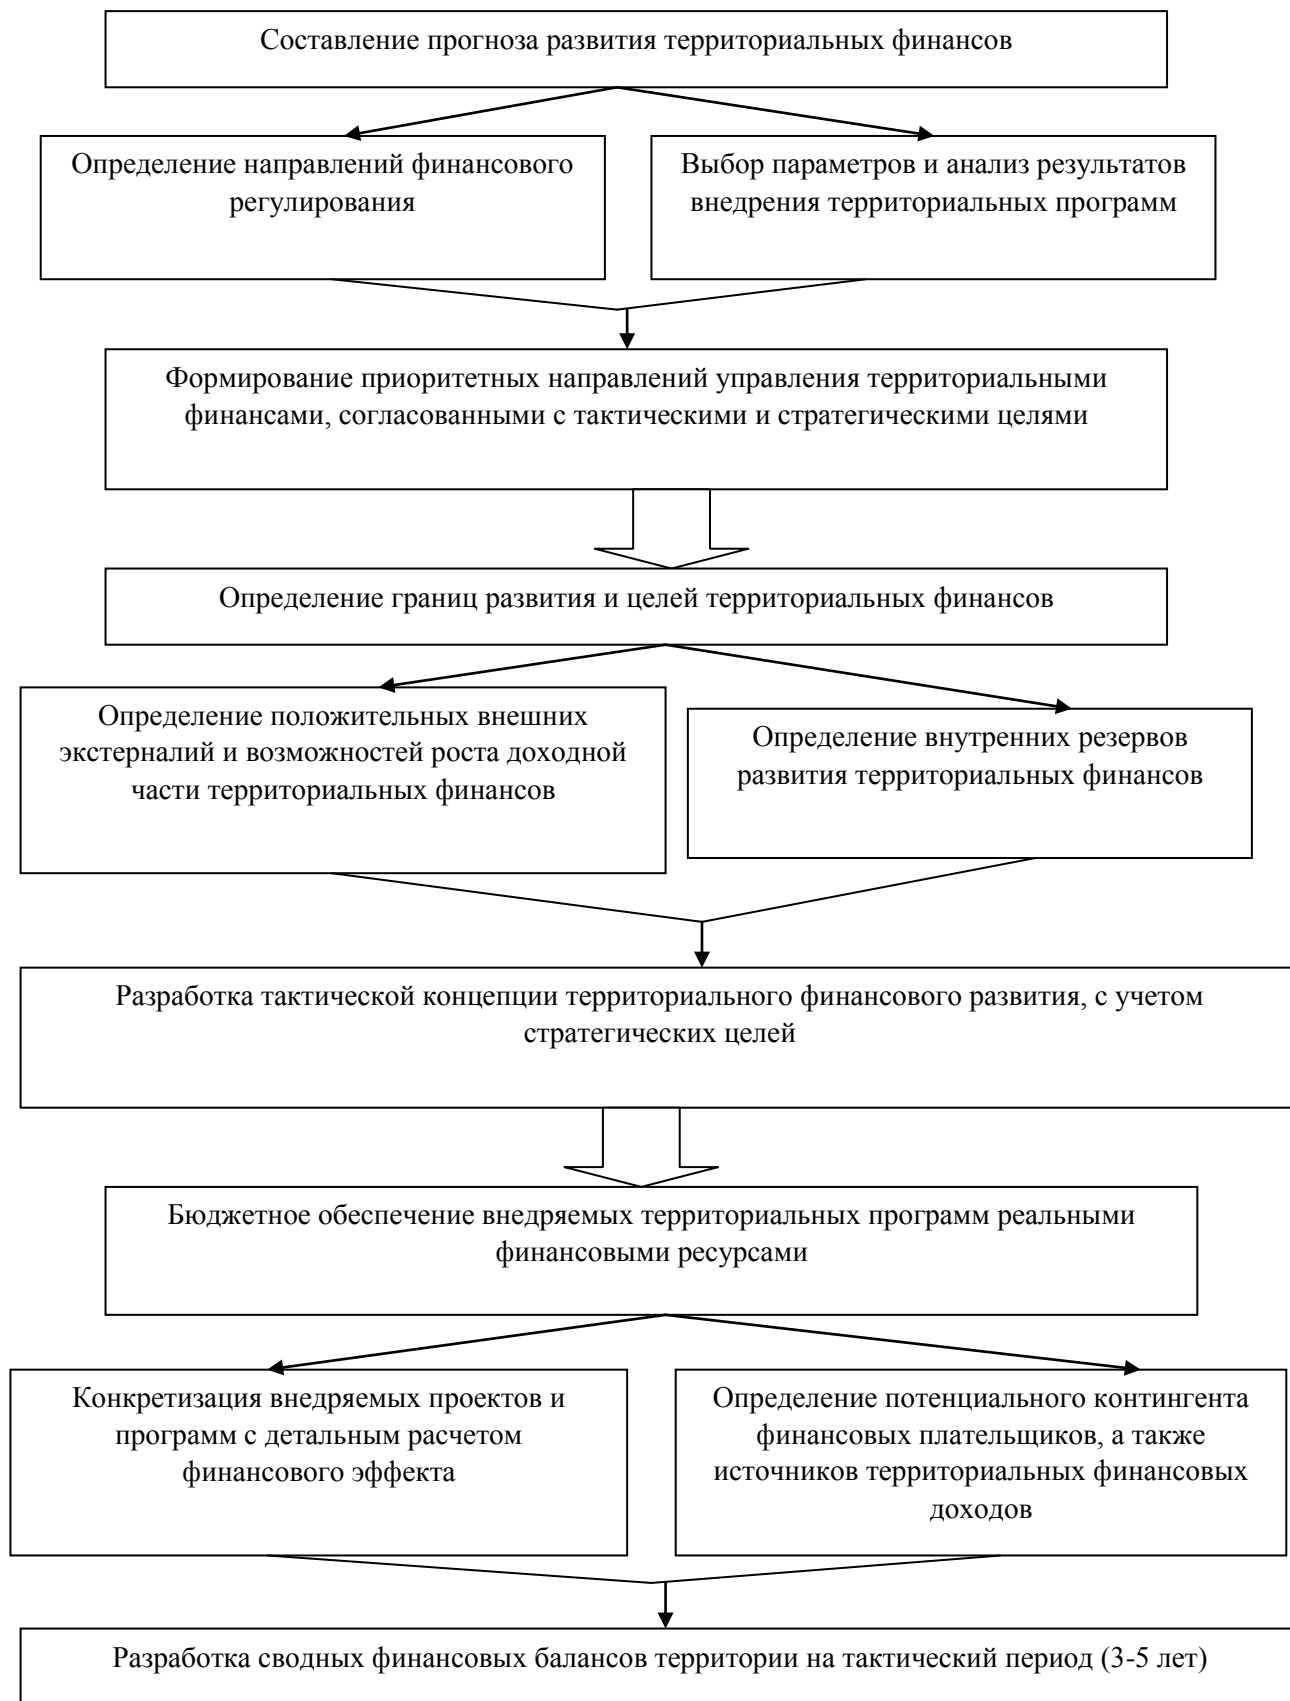 Составление прогноза развития территориальных финансов
Определение направлений финансового
регулирования
Выбор параметров и анализ результатов
внедрения территориальных программ
Формирование приоритетных направлений управления территориальными
финансами, согласованными с тактическими и стратегическими целями
Определение границ развития и целей территориальных финансов
Определение положительных внешних
экстерналий и возможностей роста доходной
части территориальных финансов
Определение внутренних резервов
развития территориальных финансов
Разработка тактической концепции территориального финансового развития, с учетом
стратегических целей
Бюджетное обеспечение внедряемых территориальных программ реальными
финансовыми ресурсами
Конкретизация внедряемых проектов и
программ с детальным расчетом
финансового эффекта
Определение потенциального контингента
финансовых плательщиков, а также
источников территориальных финансовых
доходов
Разработка сводных финансовых балансов территории на тактический период (3-5 лет)